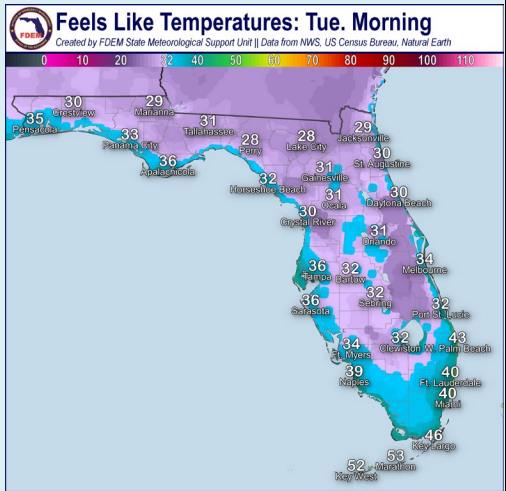 FDEM
Feels Like Temperatures: Tue. Morning
Created by FDEM State Meteorological Support Unit || Data from NWS, US Census Bureau, Natural Earth
0 10 20 32 40 50 60 70 80 90 100 110
30
Crestview
29
Marianna
35
Pensacola
33
Panama City
31
Tallahassee
36
Apalachicola
28
Perry
28
Lake City
29
Jacksonville
30
St. Augustine
31
Gainesville
32
Horseshoe Beach
31
Ocala
30
Daytona Beach
30
Crystal River
31
Orlando
34
Melbourne
36
Tampa
32
Bartow
32
Sebring
36
Sarasota
32
Port St. Lucie
34
Ft. Myers
32
Clewiston
43
W. Palm Beach
39
Naples
40
Ft. Lauderdale
40
Miami
46
Key Largo
53
Marathon
52
Key West